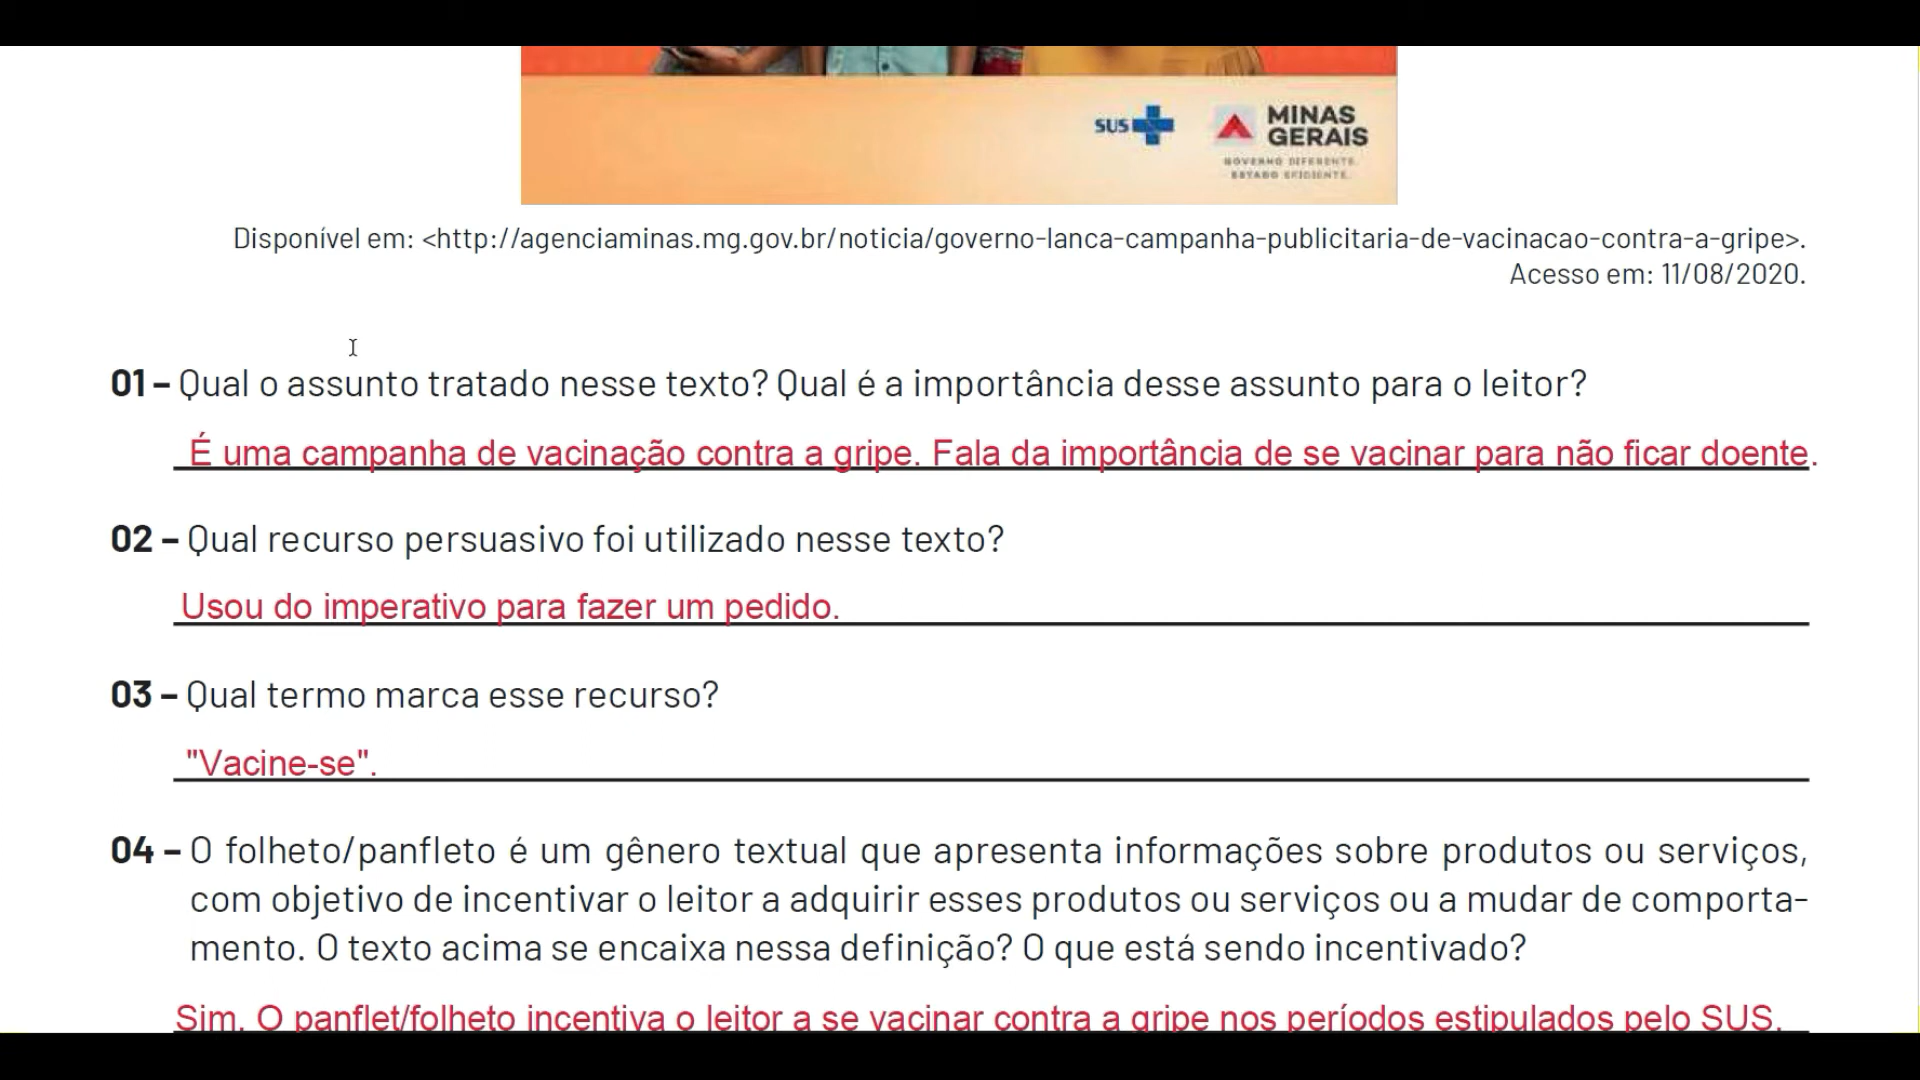 SUS
MINAS
GERAIS
GOVERNO DIFERENTE.
ESTADO EFICIENTE.
Disponível em: <http://agenciaminas.mg.gov.br/noticia/governo-lanca-campanha-publicitaria-de-vacinacao-contra-a-gripe>.
Acesso em: 11/08/2020.
01 – Qual o assunto tratado nesse texto? Qual é a importância desse assunto para o leitor?
É uma campanha de vacinação contra a gripe. Fala da importância de se vacinar para não ficar doente.
02 – Qual recurso persuasivo foi utilizado nesse texto?
Usou do imperativo para fazer um pedido.
03 – Qual termo marca esse recurso?
"Vacine-se".
04 – O folheto/panfleto é um gênero textual que apresenta informações sobre produtos ou serviços,
com objetivo de incentivar o leitor a adquirir esses produtos ou serviços ou a mudar de comporta-
mento. O texto acima se encaixa nessa definição? O que está sendo incentivado?
Sim. O panflet/folheto incentiva o leitor a se vacinar contra a gripe nos períodos estipulados pelo SUS.